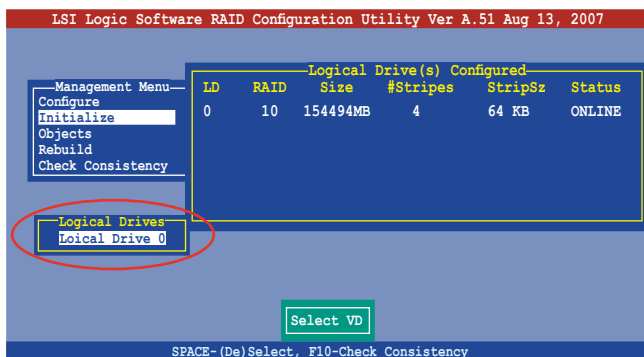 LSI Logic Software RAID Configuration Utility Ver A.51 Aug 13, 2007
Logical Drive(s) Configured
LD RAID Size #Stripes StripSz Status
0 10 154494MB 4 64 KB ONLINE
Management Menu
Configure
Initialize
Objects
Rebuild
Check Consistency
Logical Drives
Loical Drive 0
Select VD
SPACE-(De)Select, F10-Check Consistency